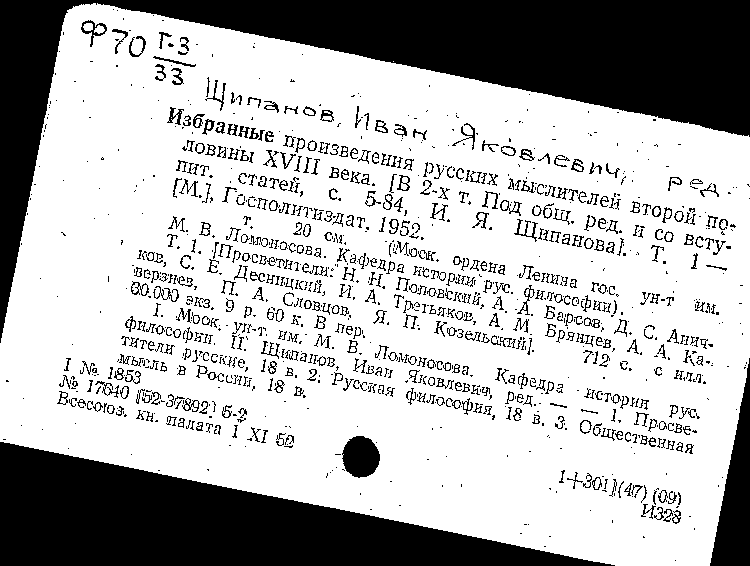 Ф70 Г-3
33
Щипанов, Иван Яковлевич, ред.
Избранные произведения русских мыслителей второй по-
ловины XVIII века. [В 2-х т. Под общ. ред. и со всту-
пит. статей, с. 5-84, И. Я. Щипанова]. Т. 1—
[М.], Госполитиздат, 1952.
т. 20 см. (Моск. ордена Ленина гос. ун-т им.
М. В. Ломоносова. Кафедра истории рус. философии).
Т. 1. [Просветители: Н. Н. Поповский, А. А. Барсов, Д. С. Анич-
ков, С. Е. Десницкий, И. А. Третьяков, А. М. Брянцев, А. А. Ка-
верзнев, П. А. Словцов, Я. П. Козельский]. 712 с. с илл.
60.000 экз. 9 р. 60 к. В пер.
I. Моск. ун-т. им. М. В. Ломоносова. Кафедра истории рус.
философии II. Щипанов, Иван Яковлевич, ред. — — 1. Просве-
тители русские, 18 в. 2. Русская философия, 18 в. 3. Общественная
мысль в России, 18 в.
I № 1853
№ 17640 [52-37892] 5-2
Всесоюз. кн. палата I XI 52
1+301](47) (09)
И328